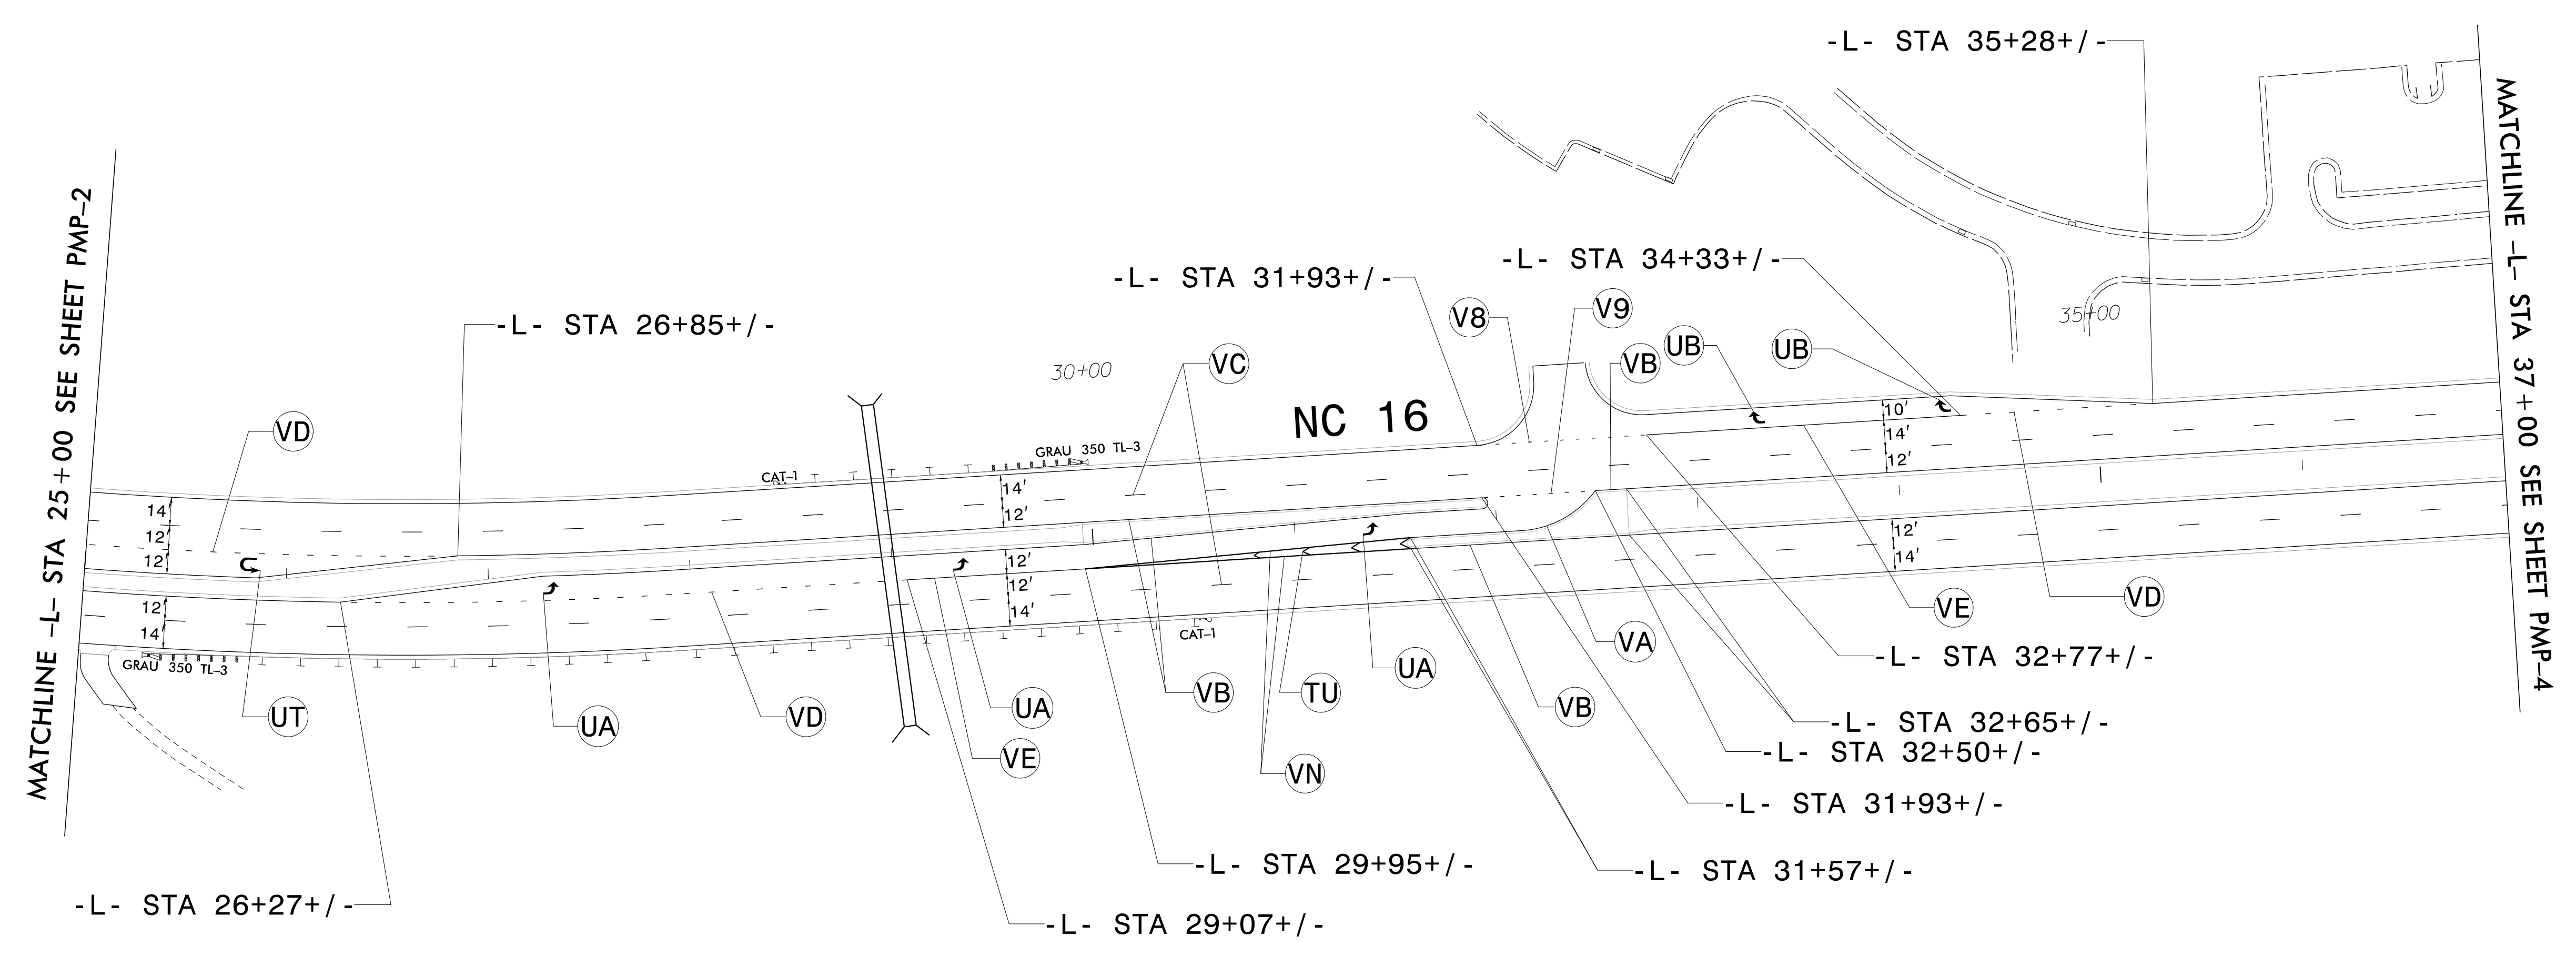 -L- STA 35+28+/-
MATCHLINE -L- STA 25+00 SEE SHEET PMP-2
MATCHLINE -L- STA 37+00 SEE SHEET PMP-4
-L- STA 34+33+/-
-L- STA 31+93+/-
V8
V9
35+00
-L- STA 26+85+/-
UB
UB
VB
30+00
VC
NC 16
VD
GRAU 350 TL-3
CAT-1
10'
14'
12'
14'
12'
14'
12'
12'
12'
14'
12'
12'
14'
12'
14'
VE
VD
12'
14'
CAT-1
GRAU 350 TL-3
VA
-L- STA 32+77+/-
UA
UT
UA
VD
UA
VB
TU
VB
-L- STA 32+65+/-
-L- STA 32+50+/-
VE
VN
-L- STA 31+93+/-
-L- STA 29+95+/-
-L- STA 31+57+/-
-L- STA 26+27+/-
-L- STA 29+07+/-